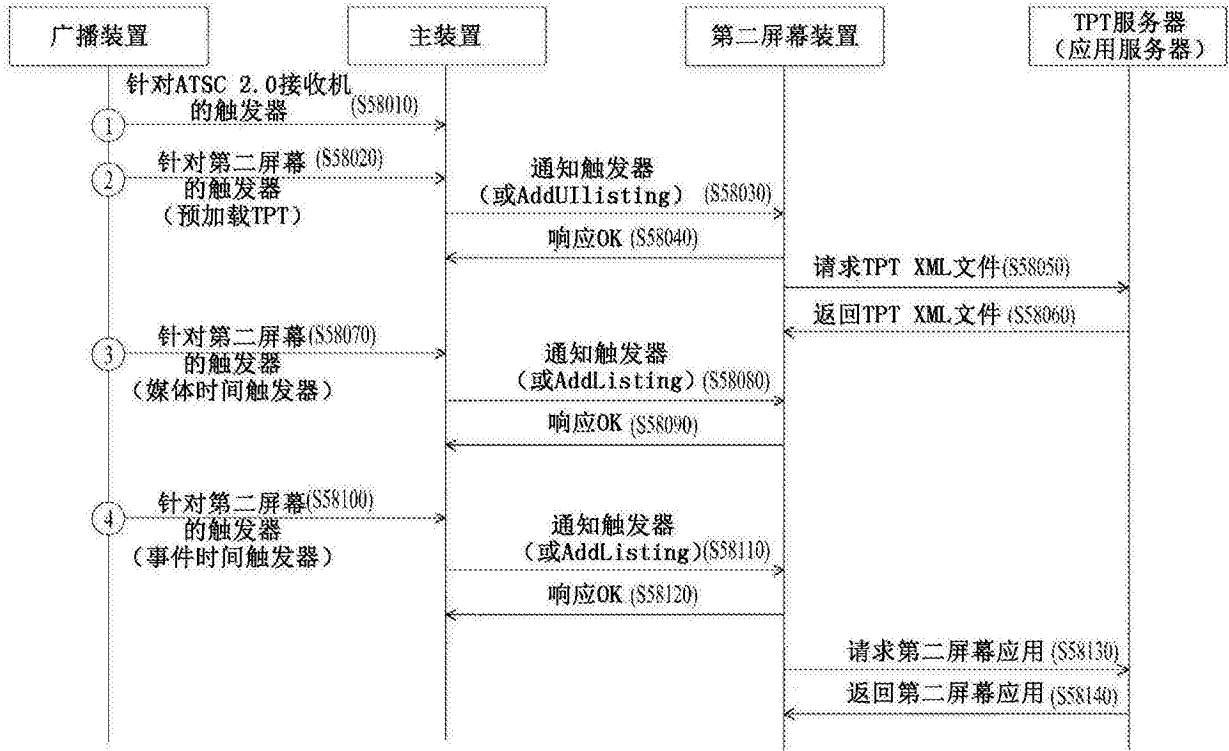 广播装置
主装置
第二屏幕装置
TPT服务器
（应用服务器）
针对ATSC 2.0接收机
的触发器 (S58010)
1
针对第二屏幕 (S58020)
2
的触发器
（预加载TPT）
通知触发器
（或AddUIlisting） (S58030)
响应OK (S58040)
请求TPT XML文件(S58050)
返回TPT XML文件(S58060)
针对第二屏幕(S58070)
3
的触发器
（媒体时间触发器）
通知触发器
（或AddListing）(S58080)
响应OK (S58090)
针对第二屏幕(S58100)
4
的触发器
（事件时间触发器）
通知触发器
（或AddListing)(S58110)
响应OK (S58120)
请求第二屏幕应用 (S58130)
返回第二屏幕应用 (S58140)